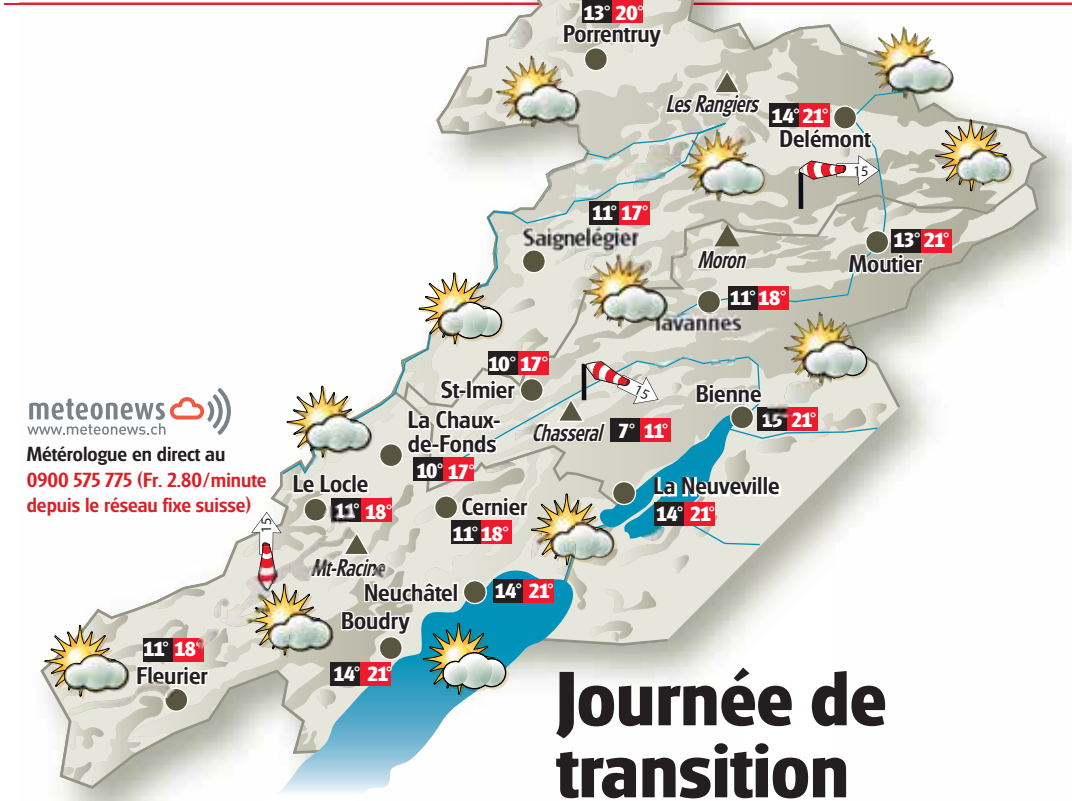 13° 20°
Porrentruy
Les Rangiers
14° 21°
Delémont
15
11° 17°
Saignelégier
Moron
13° 21°
Moutier
11° 18°
Tavannes
10° 17°
St-Imier
15
Bienne
15° 21°
Chasseral 7° 11°
meteonews
www.meteonews.ch
Météorologue en direct au
0900 575 775 (Fr. 2.80/minute
depuis le réseau fixe suisse)
La Chaux-
de-Fonds
10° 17°
Le Locle
11° 18°
Cernier
11° 18°
La Neuveville
14° 21°
15
Mt-Racine
Neuchâtel 14° 21°
Boudry
14° 21°
11° 18°
Fleurier
Journée de
transition